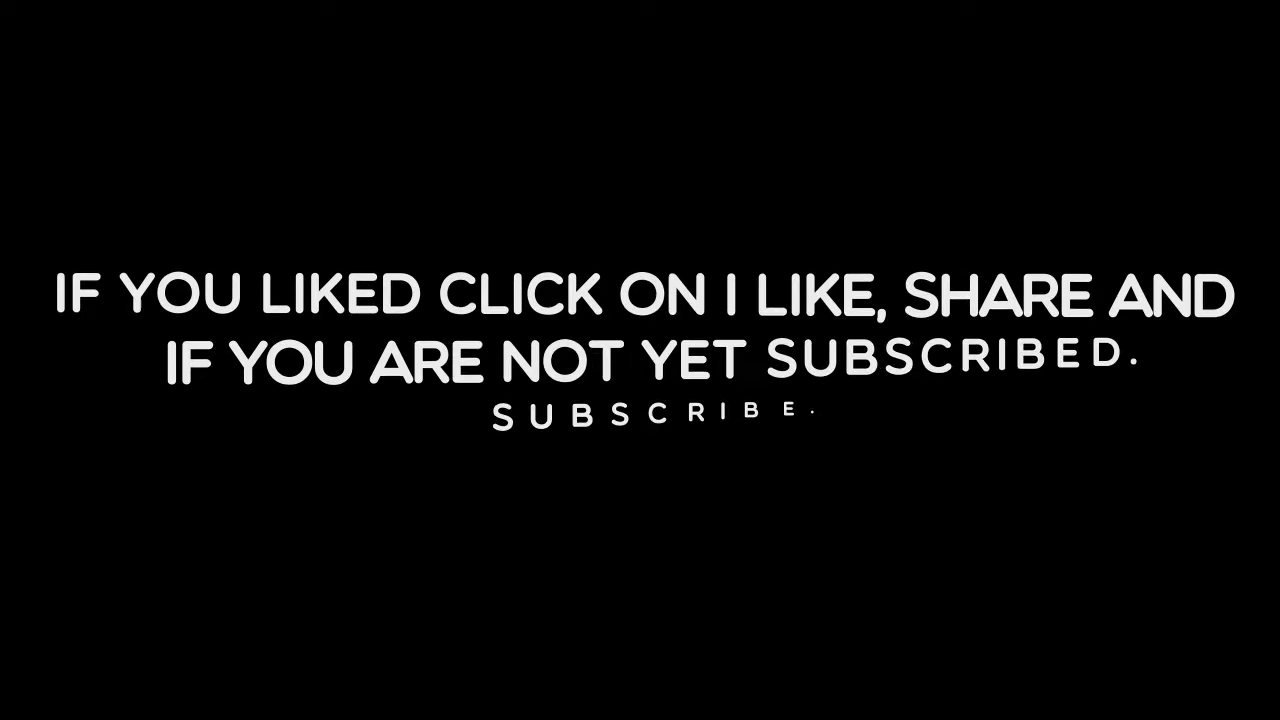 IF YOU LIKED CLICK ON I LIKE, SHARE AND
IF YOU ARE NOT YET SUBSCRIBED.
SUBSCRIBE.